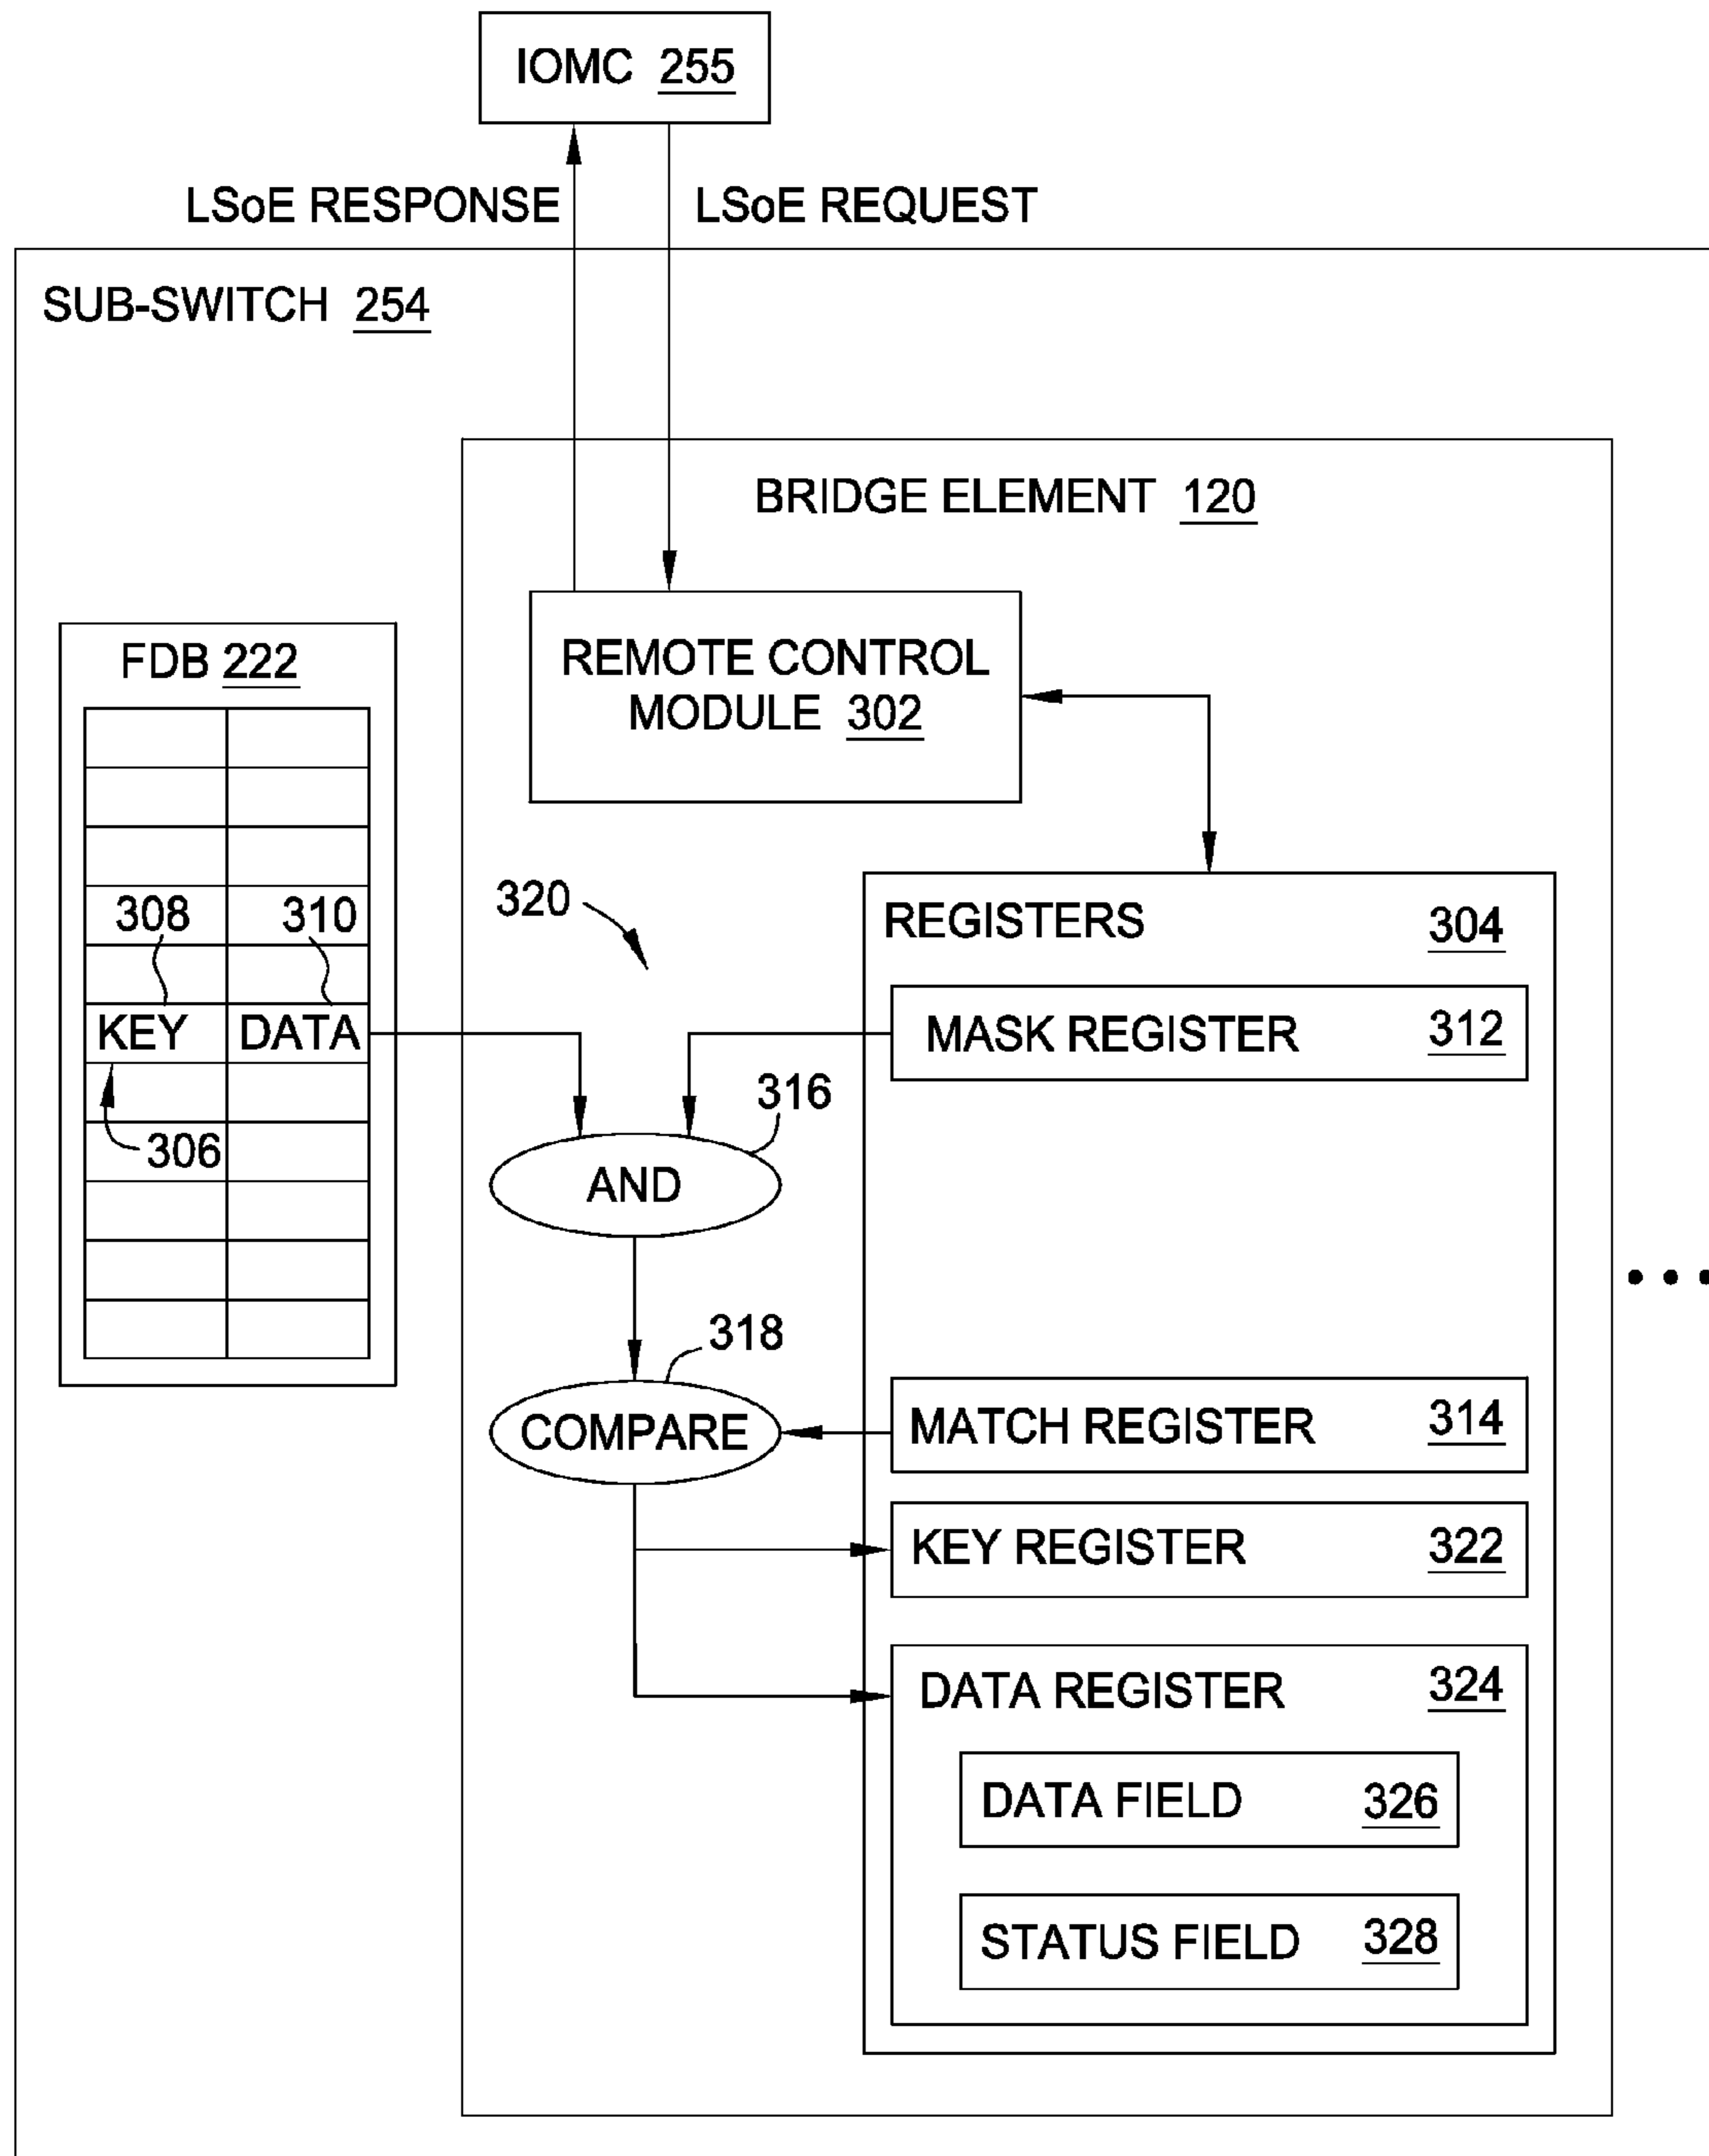 IOMC 255
LSoE RESPONSE
LSoE REQUEST
SUB-SWITCH 254
BRIDGE ELEMENT 120
REMOTE CONTROL
MODULE 302
FDB 222
308
310
KEY
DATA
306
320
REGISTERS 304
MASK REGISTER 312
316
AND
318
COMPARE
MATCH REGISTER 314
KEY REGISTER 322
DATA REGISTER 324
DATA FIELD 326
STATUS FIELD 328